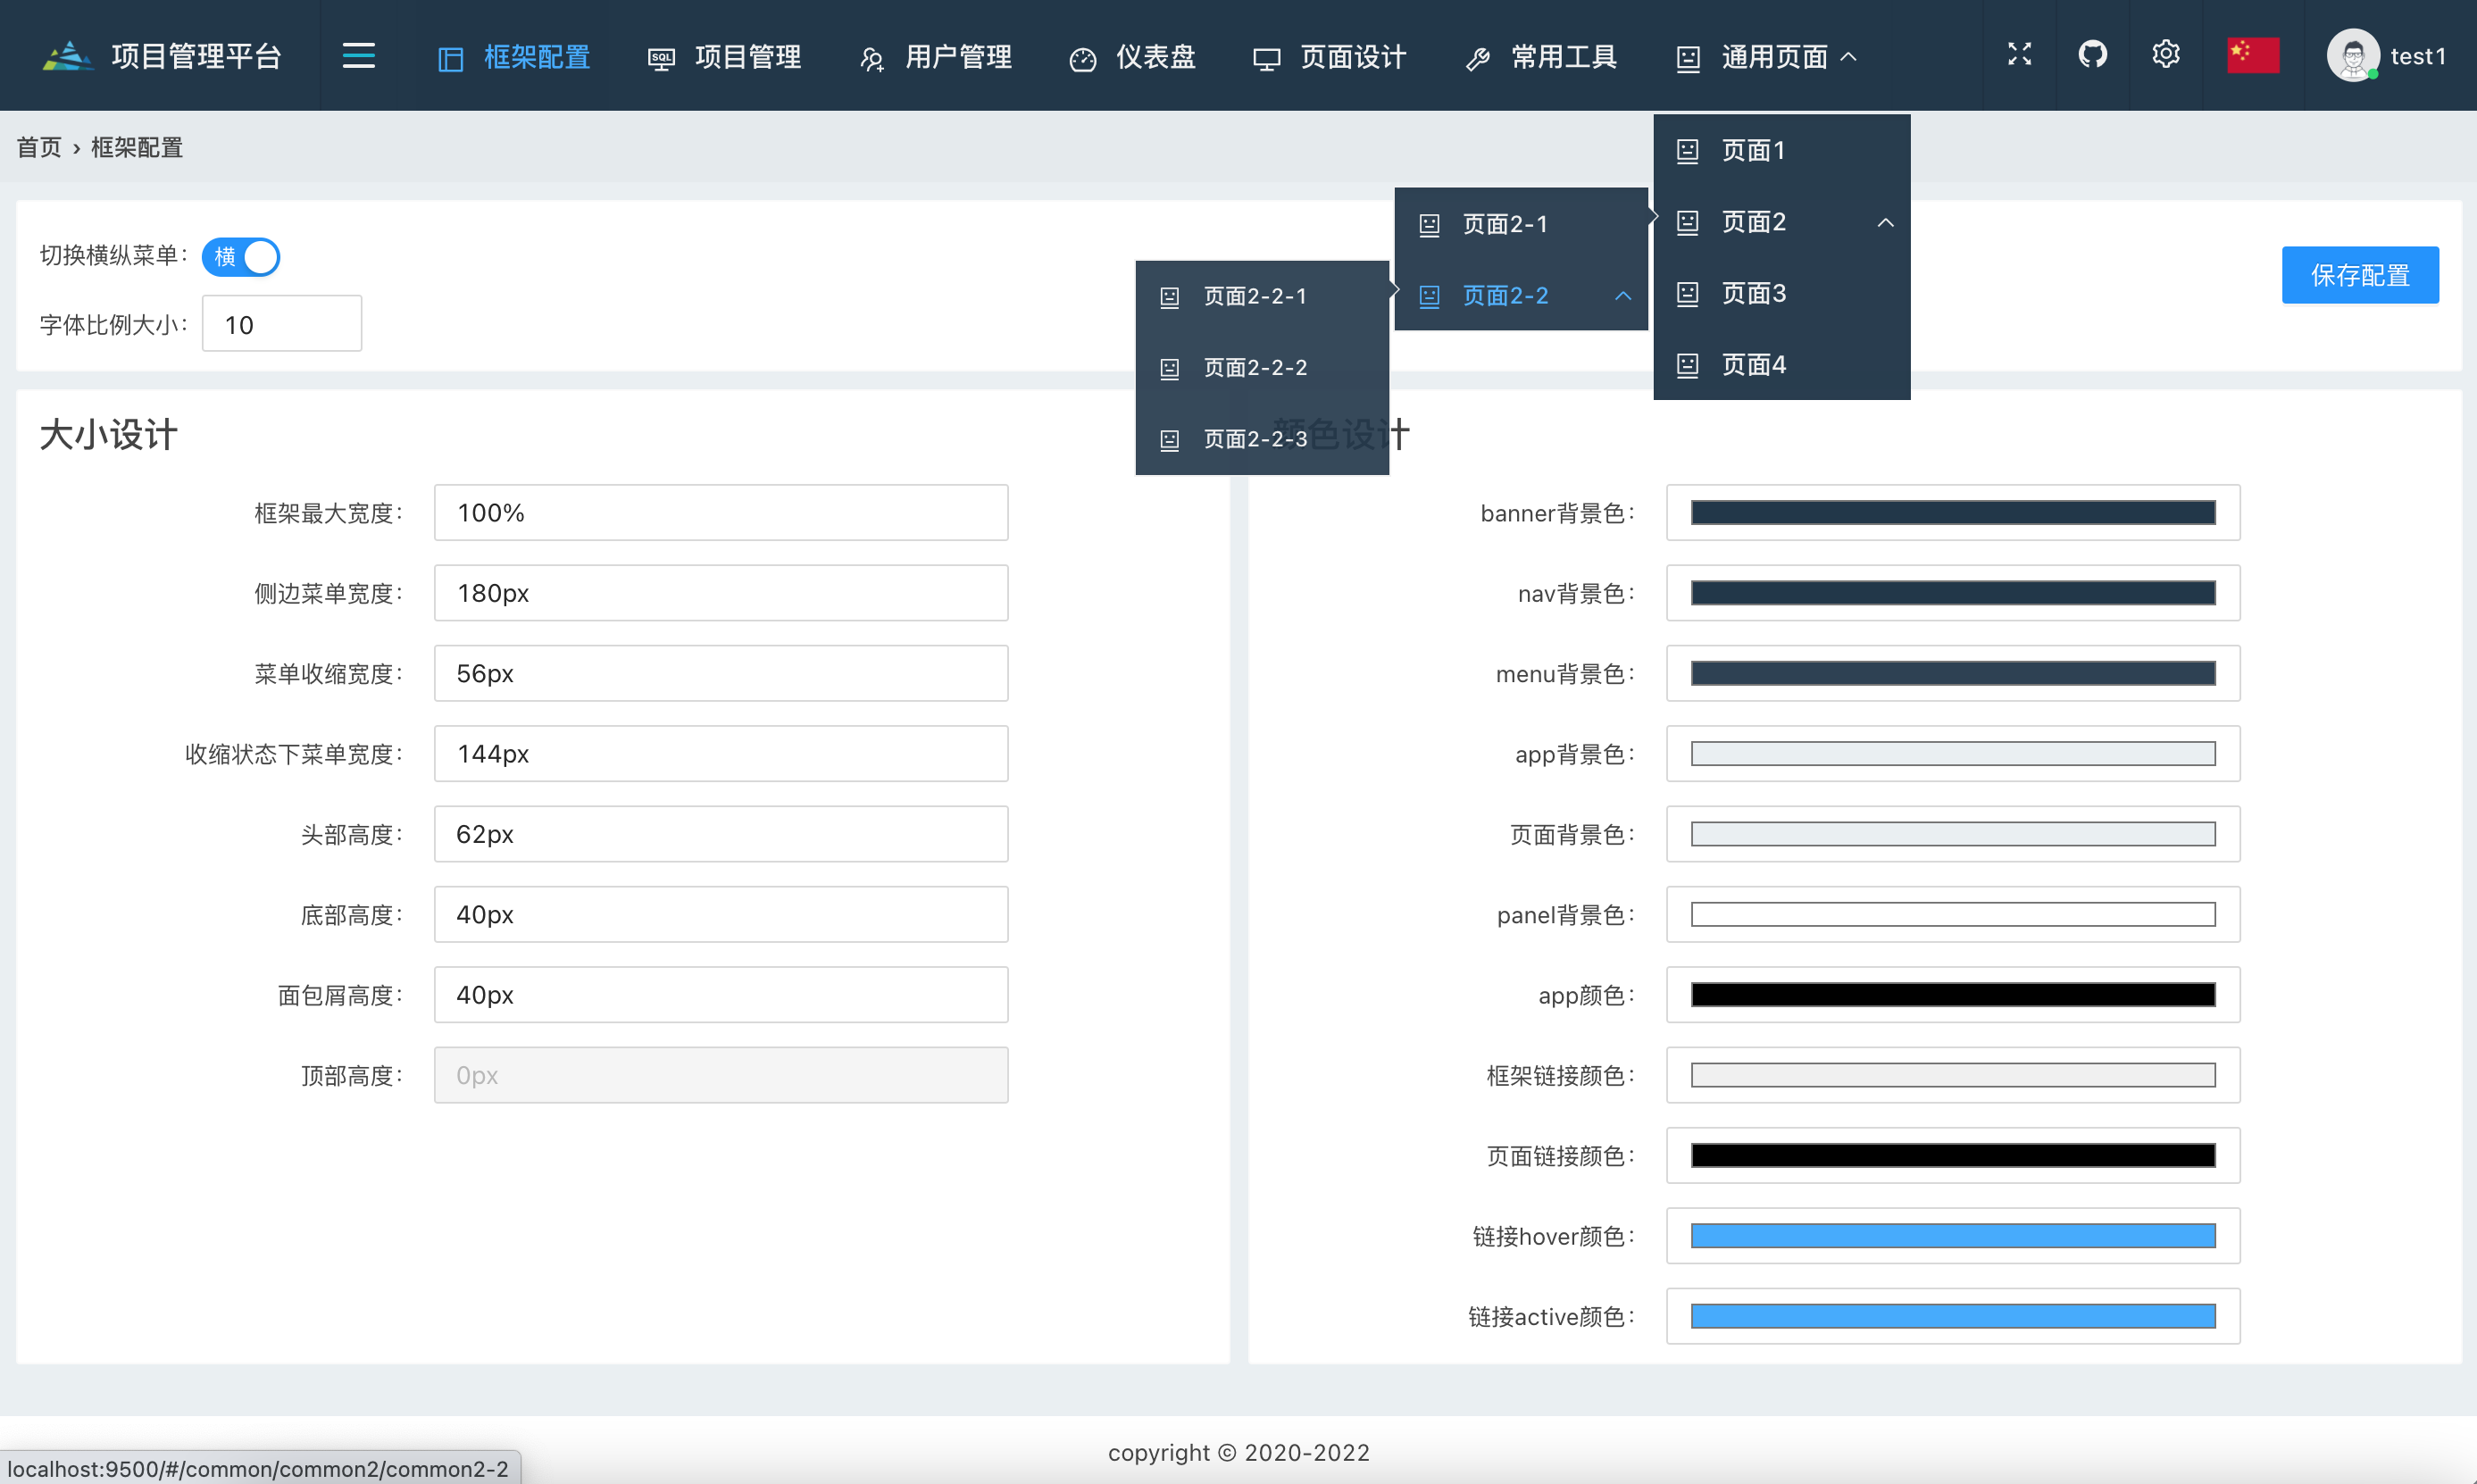 项目管理平台
框架配置
SQL
项目管理
用户管理
仪表盘
页面设计
常用工具
通用页面
test1
首页 › 框架配置
页面1
页面2
页面3
页面4
页面2-1
页面2-2
页面2-2-1
页面2-2-2
页面2-2-3
切换横纵菜单：
横
字体比例大小：
10
保存配置
大小设计
框架最大宽度：
100%
侧边菜单宽度：
180px
菜单收缩宽度：
56px
收缩状态下菜单宽度：
144px
头部高度：
62px
底部高度：
40px
面包屑高度：
40px
顶部高度：
0px
颜色设计
banner背景色：
nav背景色：
menu背景色：
app背景色：
页面背景色：
panel背景色：
app颜色：
框架链接颜色：
页面链接颜色：
链接hover颜色：
链接active颜色：
copyright © 2020-2022
localhost:9500/#/common/common2/common2-2